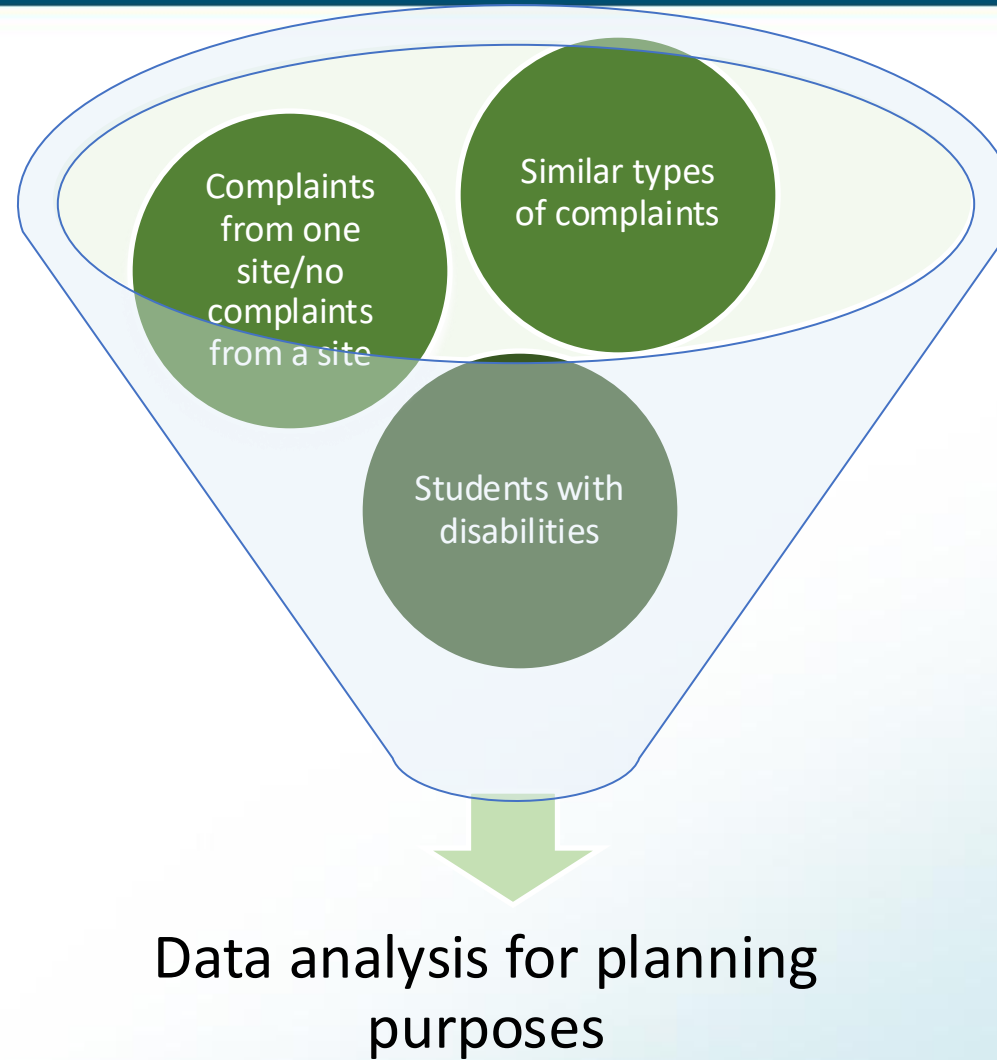 Complaints
from one
site/no
complaints
from a site
Similar types
of complaints
Students with
disabilities
Data analysis for planning
purposes